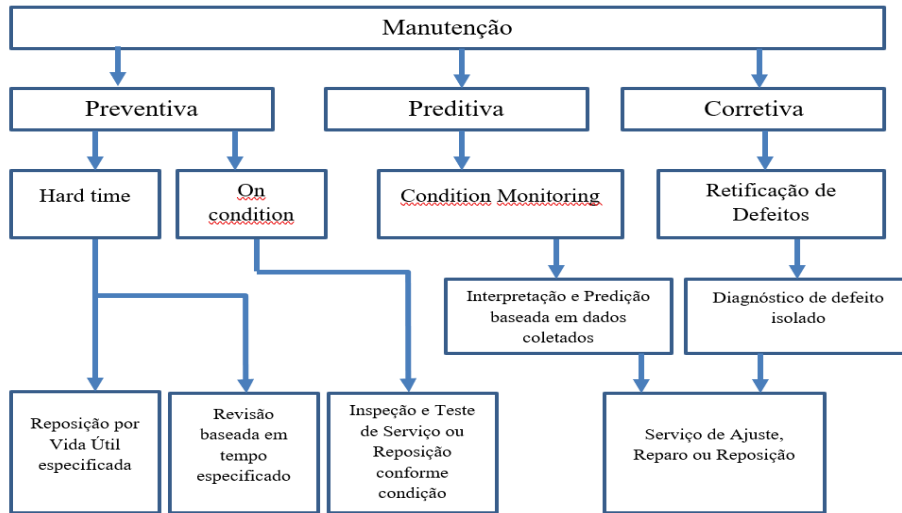 Manutenção
Preventiva
Preditiva
Corretiva
Hard time
On
condition
Condition Monitoring
Retificação de
Defeitos
Interpretação e Predição
baseada em dados
coletados
Diagnóstico de defeito
isolado
Reposição por
Vida Útil
especificada
Revisão
baseada em
tempo
especificado
Inspeção e Teste
de Serviço ou
Reposição
conforme
condição
Serviço de Ajuste,
Reparo ou Reposição